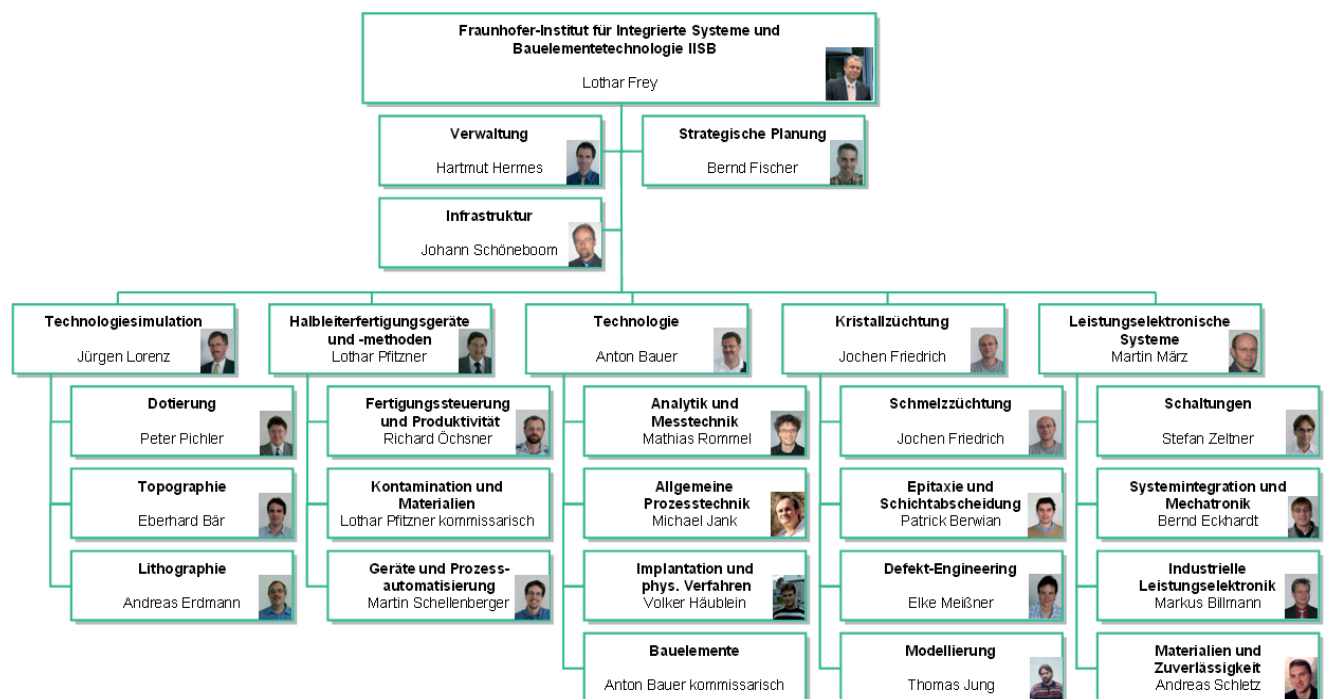 Fraunhofer-Institut für Integrierte Systeme und
Bauelementetechnologie IISB
Lothar Frey
Verwaltung
Hartmut Hermes
Strategische Planung
Bernd Fischer
Infrastruktur
Johann Schöneboom
Technologiesimulation
Jürgen Lorenz
Dotierung
Peter Pichler
Topographie
Eberhard Bär
Lithographie
Andreas Erdmann
Halbleiterfertigungsgeräte
und -methoden
Lothar Pfitzner
Fertigungssteuerung
und Produktivität
Richard Öchsner
Kontamination und
Materialien
Lothar Pfitzner kommissarisch
Geräte und Prozess-
automatisierung
Martin Schellenberger
Technologie
Anton Bauer
Analytik und
Messtechnik
Mathias Rommel
Allgemeine
Prozesstechnik
Michael Jank
Implantation und
phys. Verfahren
Volker Häublein
Bauelemente
Anton Bauer kommissarisch
Kristallzüchtung
Jochen Friedrich
Schmelzzüchtung
Jochen Friedrich
Epitaxie und
Schichtabscheidung
Patrick Berwian
Defekt-Engineering
Elke Meißner
Modellierung
Thomas Jung
Leistungselektronische
Systeme
Martin März
Schaltungen
Stefan Zeltner
Systemintegration und
Mechatronik
Bernd Eckhardt
Industrielle
Leistungselektronik
Markus Billmann
Materialien und
Zuverlässigkeit
Andreas Schletz